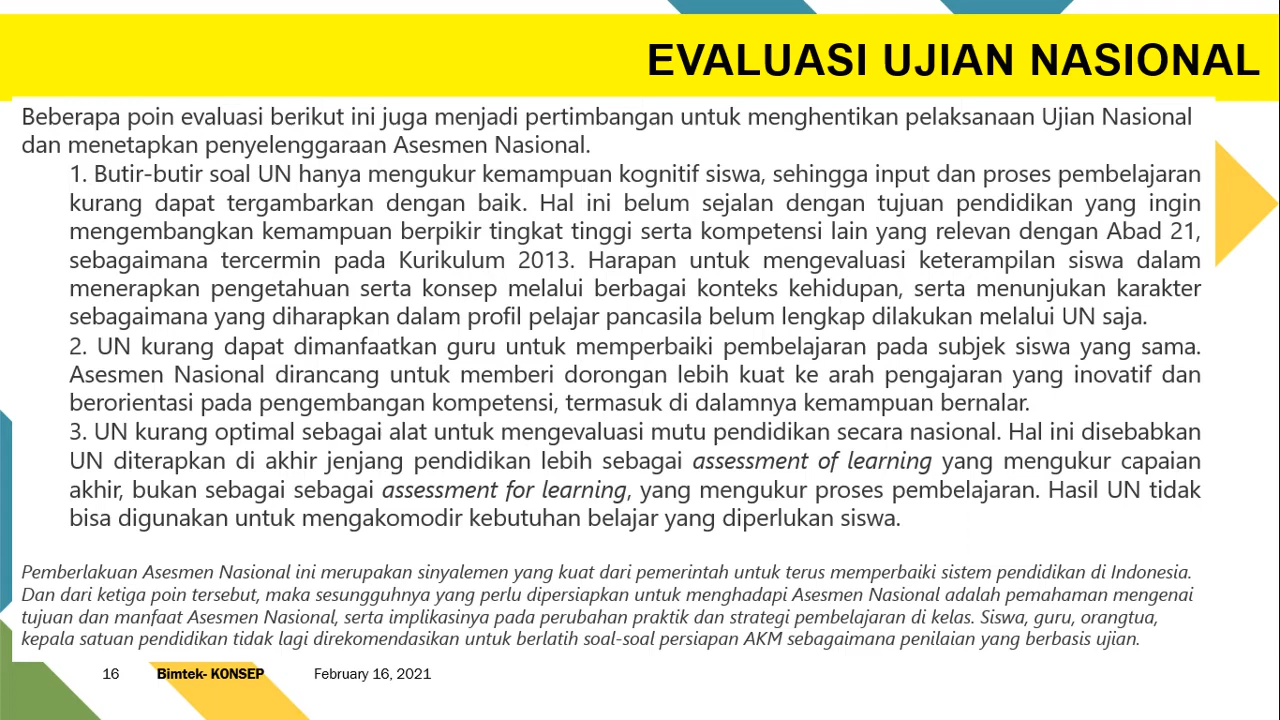 EVALUASI UJIAN NASIONAL
Beberapa poin evaluasi berikut ini juga menjadi pertimbangan untuk menghentikan pelaksanaan Ujian Nasional
dan menetapkan penyelenggaraan Asesmen Nasional.
1. Butir-butir soal UN hanya mengukur kemampuan kognitif siswa, sehingga input dan proses pembelajaran
kurang dapat tergambarkan dengan baik. Hal ini belum sejalan dengan tujuan pendidikan yang ingin
mengembangkan kemampuan berpikir tingkat tinggi serta kompetensi lain yang relevan dengan Abad 21,
sebagaimana tercermin pada Kurikulum 2013. Harapan untuk mengevaluasi keterampilan siswa dalam
menerapkan pengetahuan serta konsep melalui berbagai konteks kehidupan, serta menunjukan karakter
sebagaimana yang diharapkan dalam profil pelajar pancasila belum lengkap dilakukan melalui UN saja.
2. UN kurang dapat dimanfaatkan guru untuk memperbaiki pembelajaran pada subjek siswa yang sama.
Asesmen Nasional dirancang untuk memberi dorongan lebih kuat ke arah pengajaran yang inovatif dan
berorientasi pada pengembangan kompetensi, termasuk di dalamnya kemampuan bernalar.
3. UN kurang optimal sebagai alat untuk mengevaluasi mutu pendidikan secara nasional. Hal ini disebabkan
UN diterapkan di akhir jenjang pendidikan lebih sebagai assessment of learning yang mengukur capaian
akhir, bukan sebagai sebagai assessment for learning, yang mengukur proses pembelajaran. Hasil UN tidak
bisa digunakan untuk mengakomodir kebutuhan belajar yang diperlukan siswa.
Pemberlakuan Asesmen Nasional ini merupakan sinyalemen yang kuat dari pemerintah untuk terus memperbaiki sistem pendidikan di Indonesia.
Dan dari ketiga poin tersebut, maka sesungguhnya yang perlu dipersiapkan untuk menghadapi Asesmen Nasional adalah pemahaman mengenai
tujuan dan manfaat Asesmen Nasional, serta implikasinya pada perubahan praktik dan strategi pembelajaran di kelas. Siswa, guru, orangtua,
kepala satuan pendidikan tidak lagi direkomendasikan untuk berlatih soal-soal persiapan AKM sebagaimana penilaian yang berbasis ujian.
16 Bimtek- KONSEP February 16, 2021